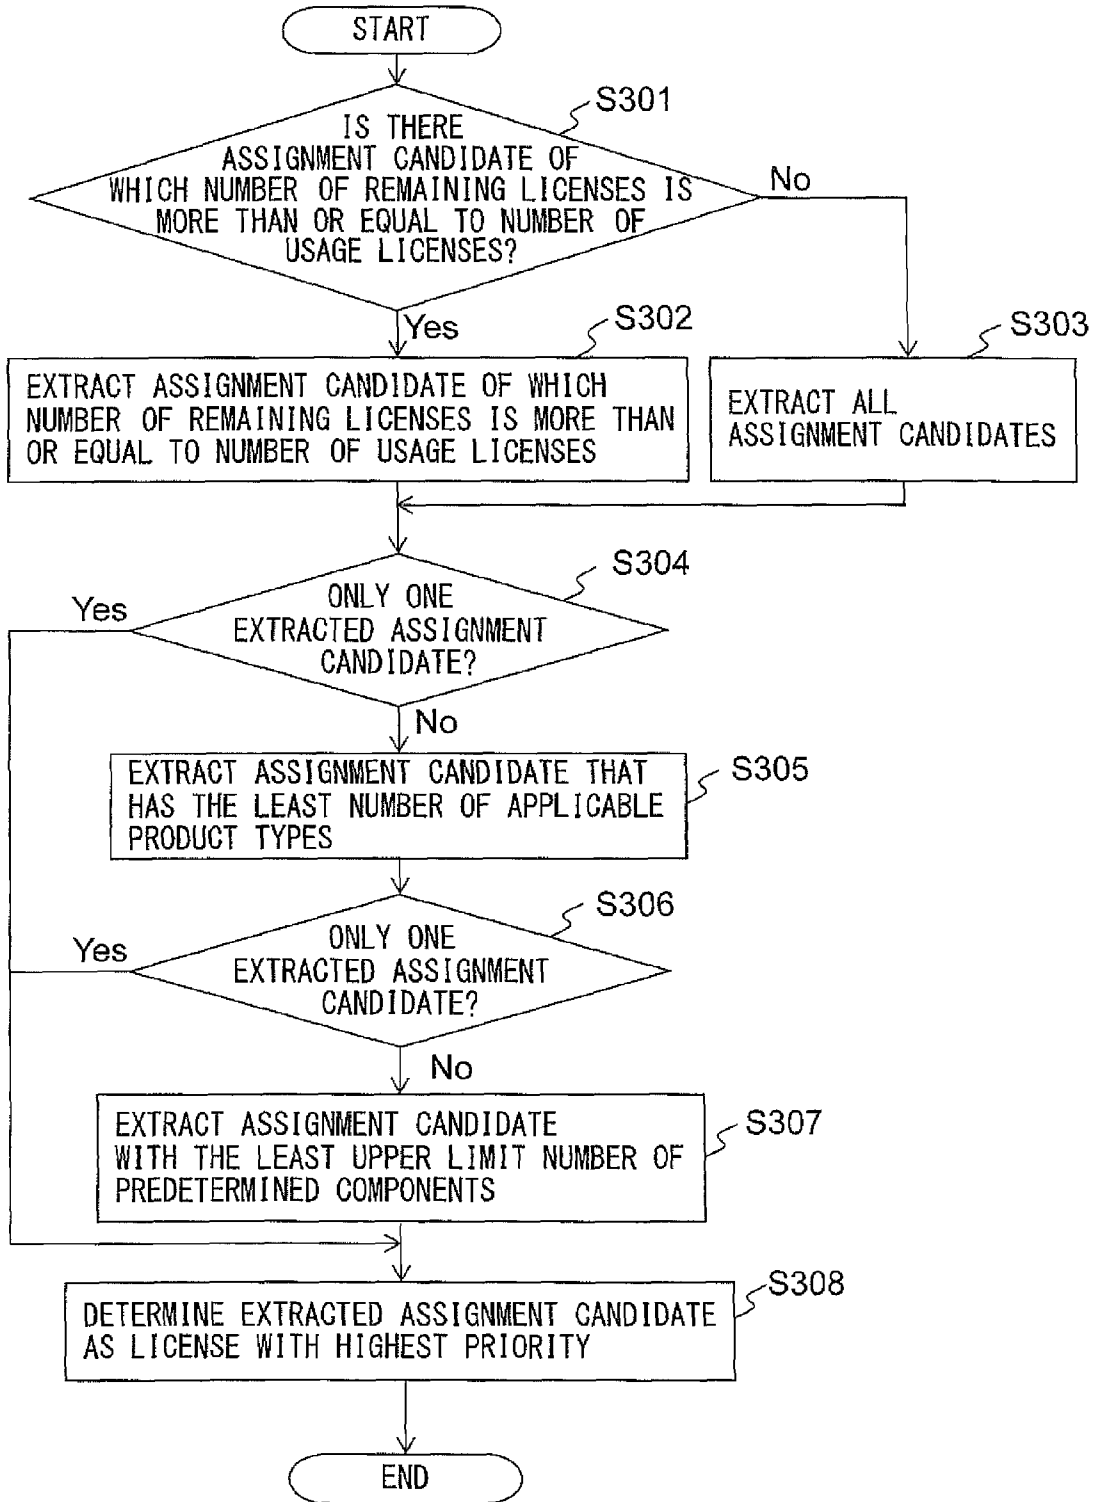 START
S301
IS THERE
ASSIGNMENT CANDIDATE OF
WHICH NUMBER OF REMAINING LICENSES IS
MORE THAN OR EQUAL TO NUMBER OF
USAGE LICENSES?
No
Yes
S302
EXTRACT ASSIGNMENT CANDIDATE OF WHICH
NUMBER OF REMAINING LICENSES IS MORE THAN
OR EQUAL TO NUMBER OF USAGE LICENSES
S303
EXTRACT ALL
ASSIGNMENT CANDIDATES
S304
ONLY ONE
EXTRACTED ASSIGNMENT
CANDIDATE?
Yes
No
S305
EXTRACT ASSIGNMENT CANDIDATE THAT
HAS THE LEAST NUMBER OF APPLICABLE
PRODUCT TYPES
S306
ONLY ONE
EXTRACTED ASSIGNMENT
CANDIDATE?
Yes
No
S307
EXTRACT ASSIGNMENT CANDIDATE
WITH THE LEAST UPPER LIMIT NUMBER OF
PREDETERMINED COMPONENTS
S308
DETERMINE EXTRACTED ASSIGNMENT CANDIDATE
AS LICENSE WITH HIGHEST PRIORITY
END